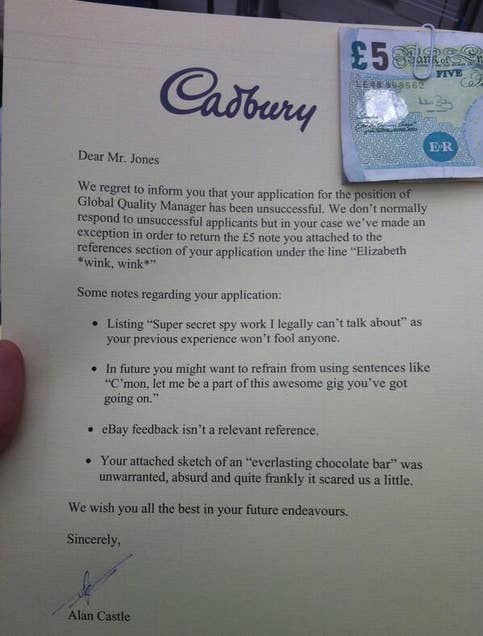 £5
Bank of
FIVE
E R
Cadbury
Dear Mr. Jones
We regret to inform you that your application for the position of
Global Quality Manager has been unsuccessful. We don't normally
respond to unsuccessful applicants but in your case we've made an
exception in order to return the £5 note you attached to the
references section of your application under the line “Elizabeth
*wink, wink*”
Some notes regarding your application:
• Listing “Super secret spy work I legally can't talk about” as
your previous experience won't fool anyone.
• In future you might want to refrain from using sentences like
“C'mon, let me be a part of this awesome gig you've got
going on.”
• eBay feedback isn't a relevant reference.
• Your attached sketch of an “everlasting chocolate bar” was
unwarranted, absurd and quite frankly it scared us a little.
We wish you all the best in your future endeavours.
Sincerely,
Alan Castle